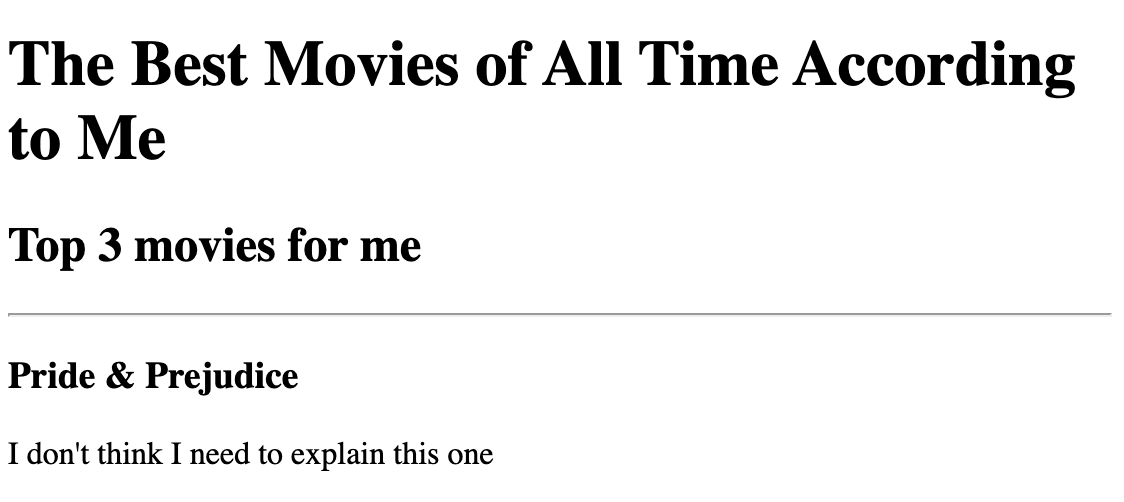 The Best Movies of All Time According
to Me
Top 3 movies for me
Pride & Prejudice
I don't think I need to explain this one